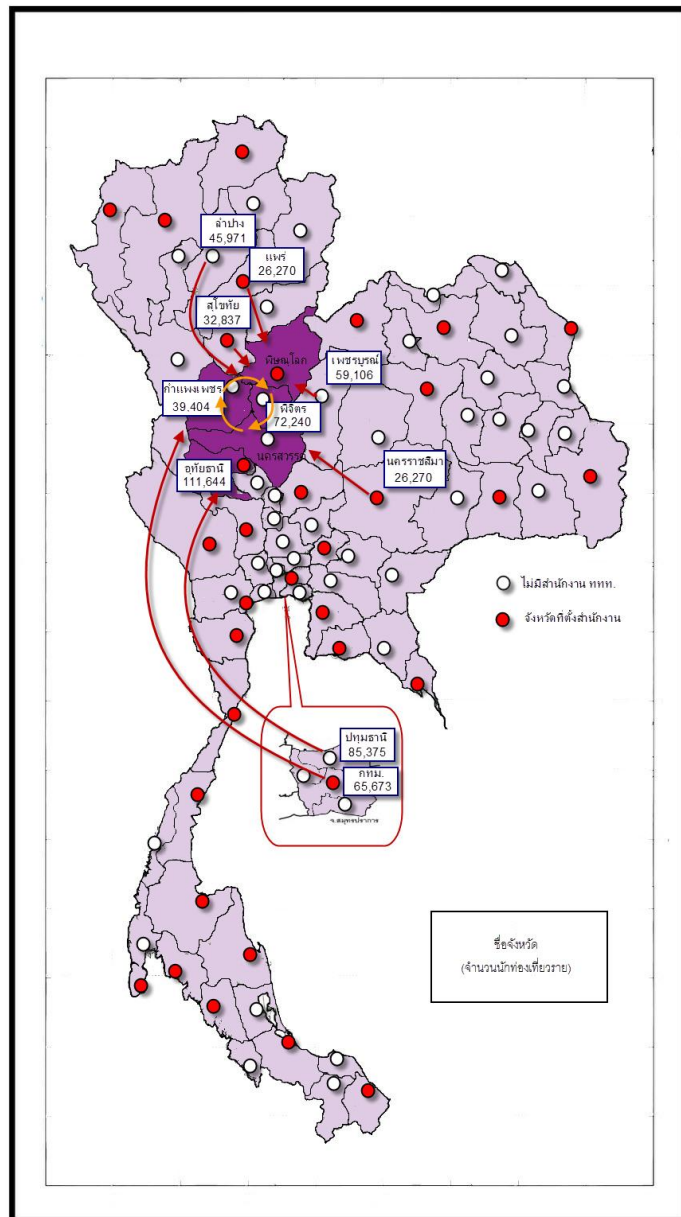 ลำปาง
45,971
แพร่
26,270
สุโขทัย
32,837
พิษณุโลก
เพชรบูรณ์
59,106
กำแพงเพชร
39.404
พิจิตร
72,240
นครสวรรค์
อุทัยธานี
111,644
นครราชสีมา
26,270
ไม่มีสำนักงาน ททท.
จังหวัดที่ตั้งสำนักงาน
ปทุมธานี
85,375
กทม.
65,673
จ.สมุทรปราการ
ชื่อจังหวัด
(จำนวนนักท่องเที่ยวราย)